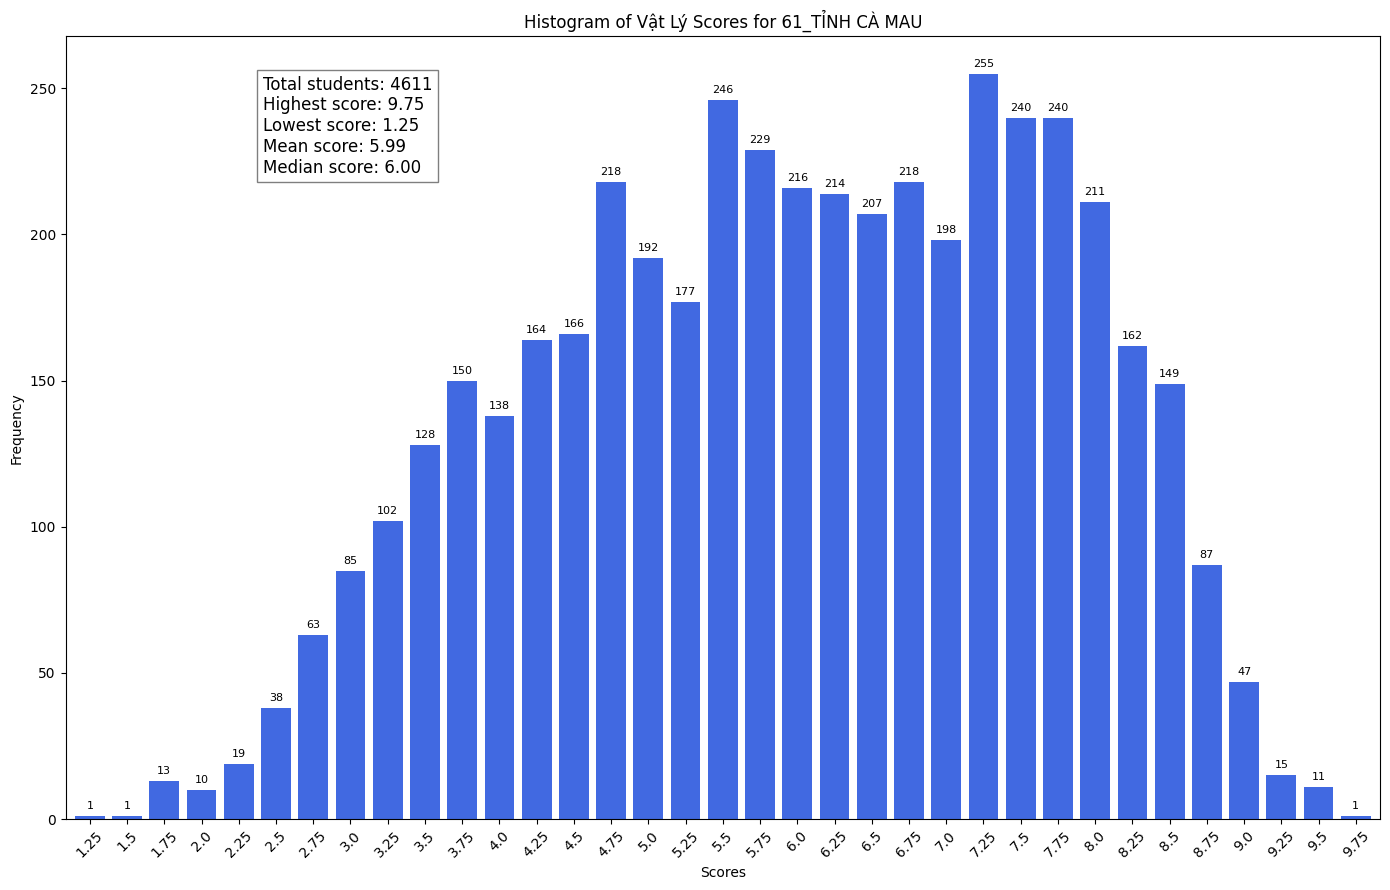 Histogram of Vật Lý Scores for 61_TỈNH CÀ MAU
Total students: 4611
Highest score: 9.75
Lowest score: 1.25
Mean score: 5.99
Median score: 6.00
Frequency
250
200
150
100
50
0
1 1 13 10 19 38 63 85 102 128 150 138 164 166 218 192 177 246 229 216 214 207 218 198 255 240 240 211 162 149 87 47 15 11 1
1.25 1.5 1.75 2.0 2.25 2.5 2.75 3.0 3.25 3.5 3.75 4.0 4.25 4.5 4.75 5.0 5.25 5.5 5.75 6.0 6.25 6.5 6.75 7.0 7.25 7.5 7.75 8.0 8.25 8.5 8.75 9.0 9.25 9.5 9.75
Scores